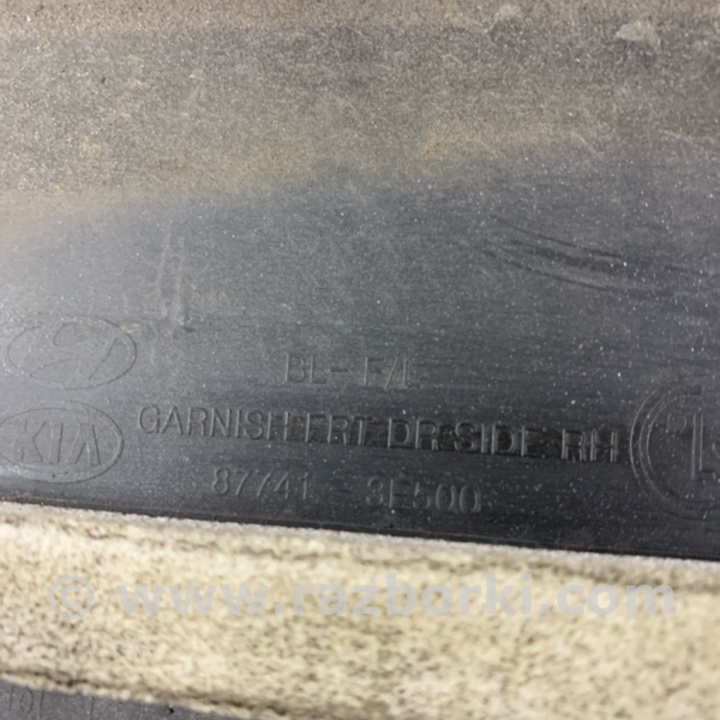 BL- F/L
KIA
GARNISH FRT DR SIDE RH
87741 - 3E500
© www.razborki.com